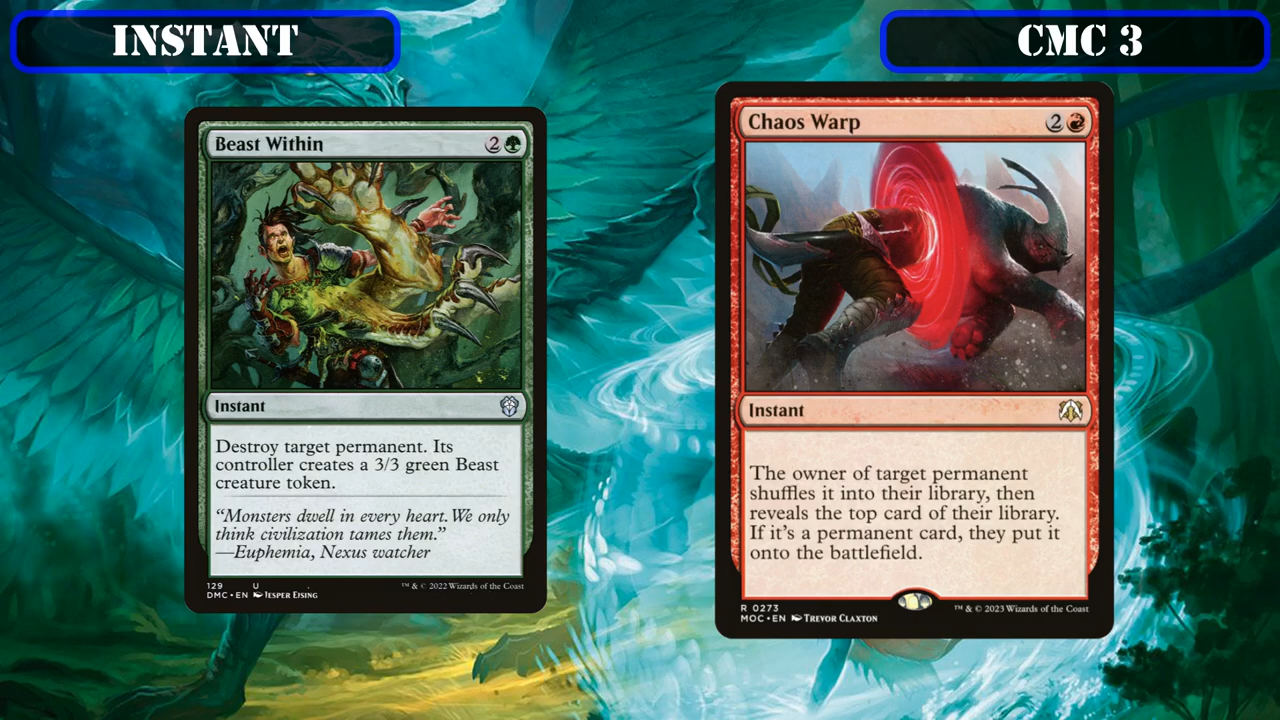 INSTANT
CMC 3
Beast Within 2
Instant
Destroy target permanent. Its
controller creates a 3/3 green Beast
creature token.
“Monsters dwell in every heart. We only
think civilization tames them.”
—Euphemia, Nexus watcher
129 U
DMC • EN JESPER EJSING
™ & © 2022 Wizards of the Coast
Chaos Warp 2
Instant
The owner of target permanent
shuffles it into their library, then
reveals the top card of their library.
If it's a permanent card, they put it
onto the battlefield.
R 0273
MOC • EN TREVOR CLAXTON
™ & © 2023 Wizards of the Coast